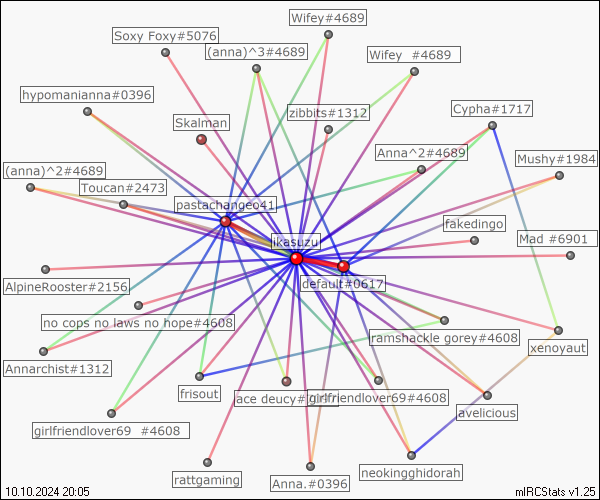 Wifey#4689
Soxy Foxy#5076
(anna)^3#4689
Wifey  #4689
hypomanianna#0396
zibbits#1312
Cypha#1717
Skalman
Anna^2#4689
Mushy#1984
(anna)^2#4689
Toucan#2473
pastachangeo41
fakedingo
ikasuzu
Mad #6901
AlpineRooster#2156
default#0617
no cops no laws no hope#4608
ramshackle gorey#4608
xenoyaut
Annarchist#1312
frisout
ace deucy
girlfriendlover69#4608
avelicious
girlfriendlover69  #4608
rattgaming
Anna.#0396
neokingghidorah
10.10.2024 20:05
mIRCStats v1.25